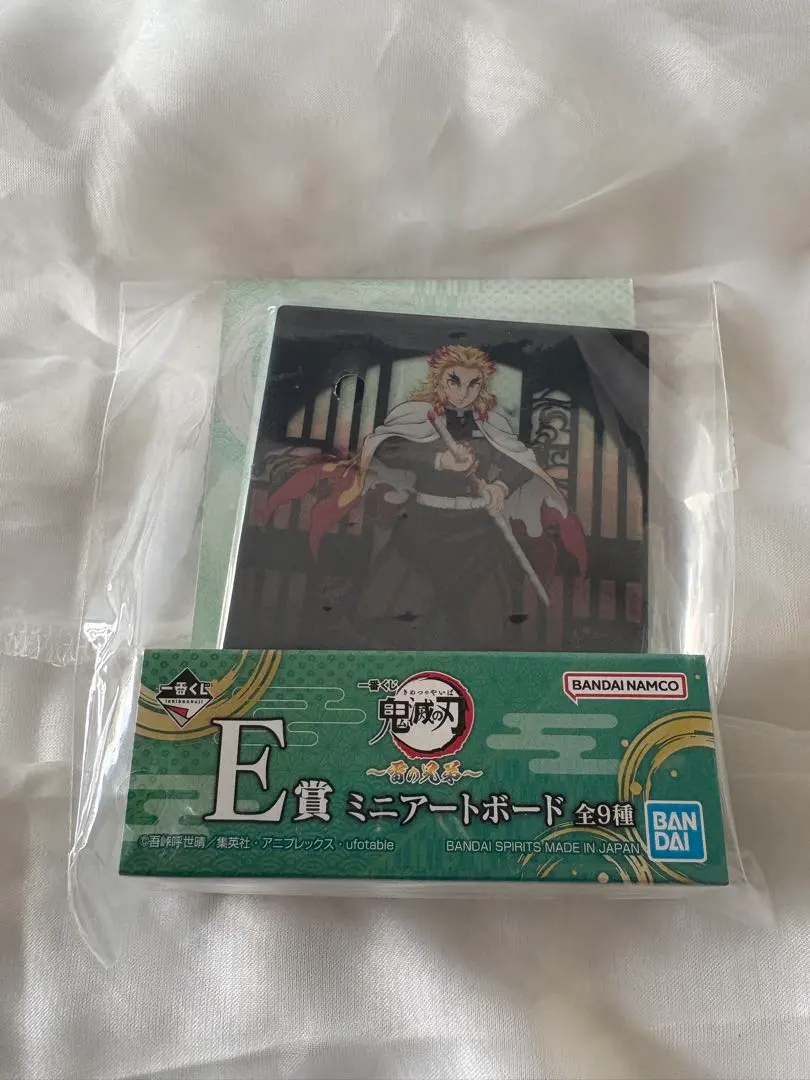 一番くじ
ichibankuji
一番くじ
きめつのやいば
鬼滅の刃
〜雷の兄弟〜
BANDAI NAMCO
E賞 ミニアートボード 全9種
©吾峠呼世晴／集英社・アニプレックス・ufotable
BANDAI SPIRITS MADE IN JAPAN
BAN
DAI